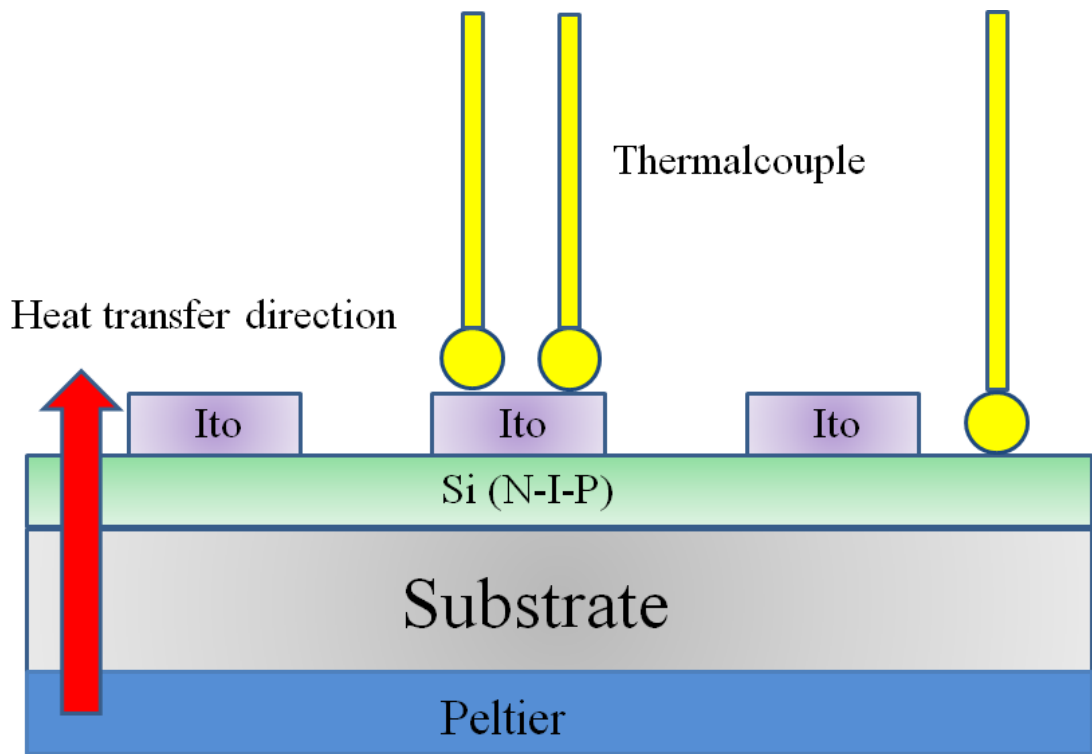 Thermalcouple
Heat transfer direction
Ito
Ito
Ito
Si (N-I-P)
Substrate
Peltier